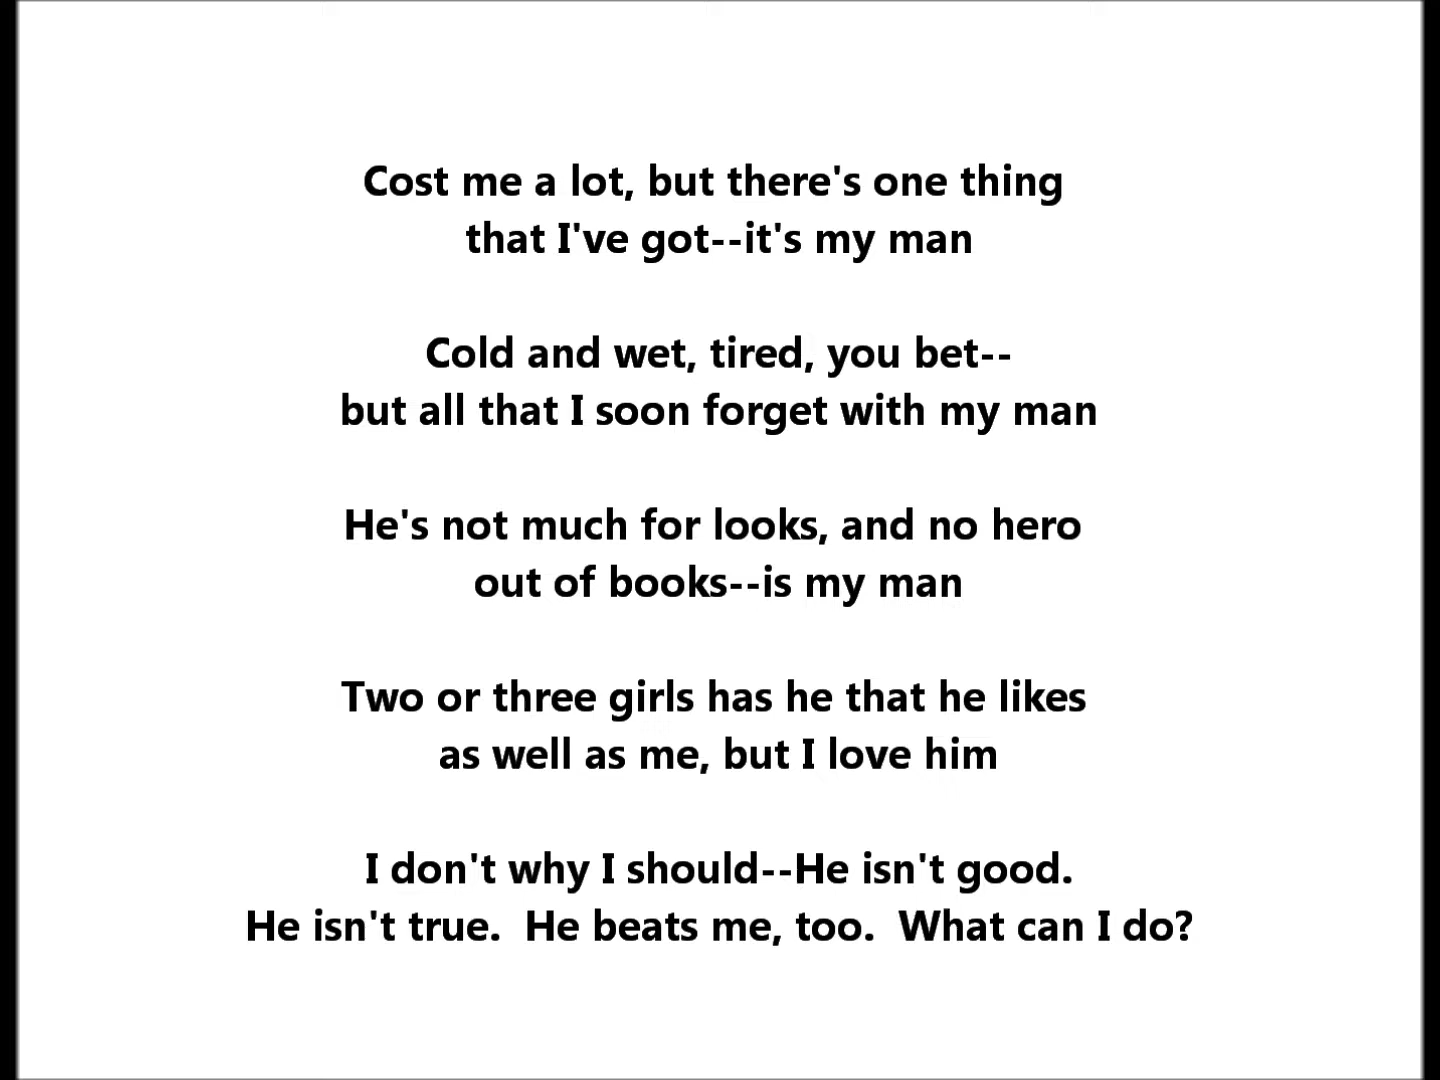 Cost me a lot, but there's one thing
that I've got--it's my man
Cold and wet, tired, you bet--
but all that I soon forget with my man
He's not much for looks, and no hero
out of books--is my man
Two or three girls has he that he likes
as well as me, but I love him
I don't why I should--He isn't good.
He isn't true.  He beats me, too.  What can I do?